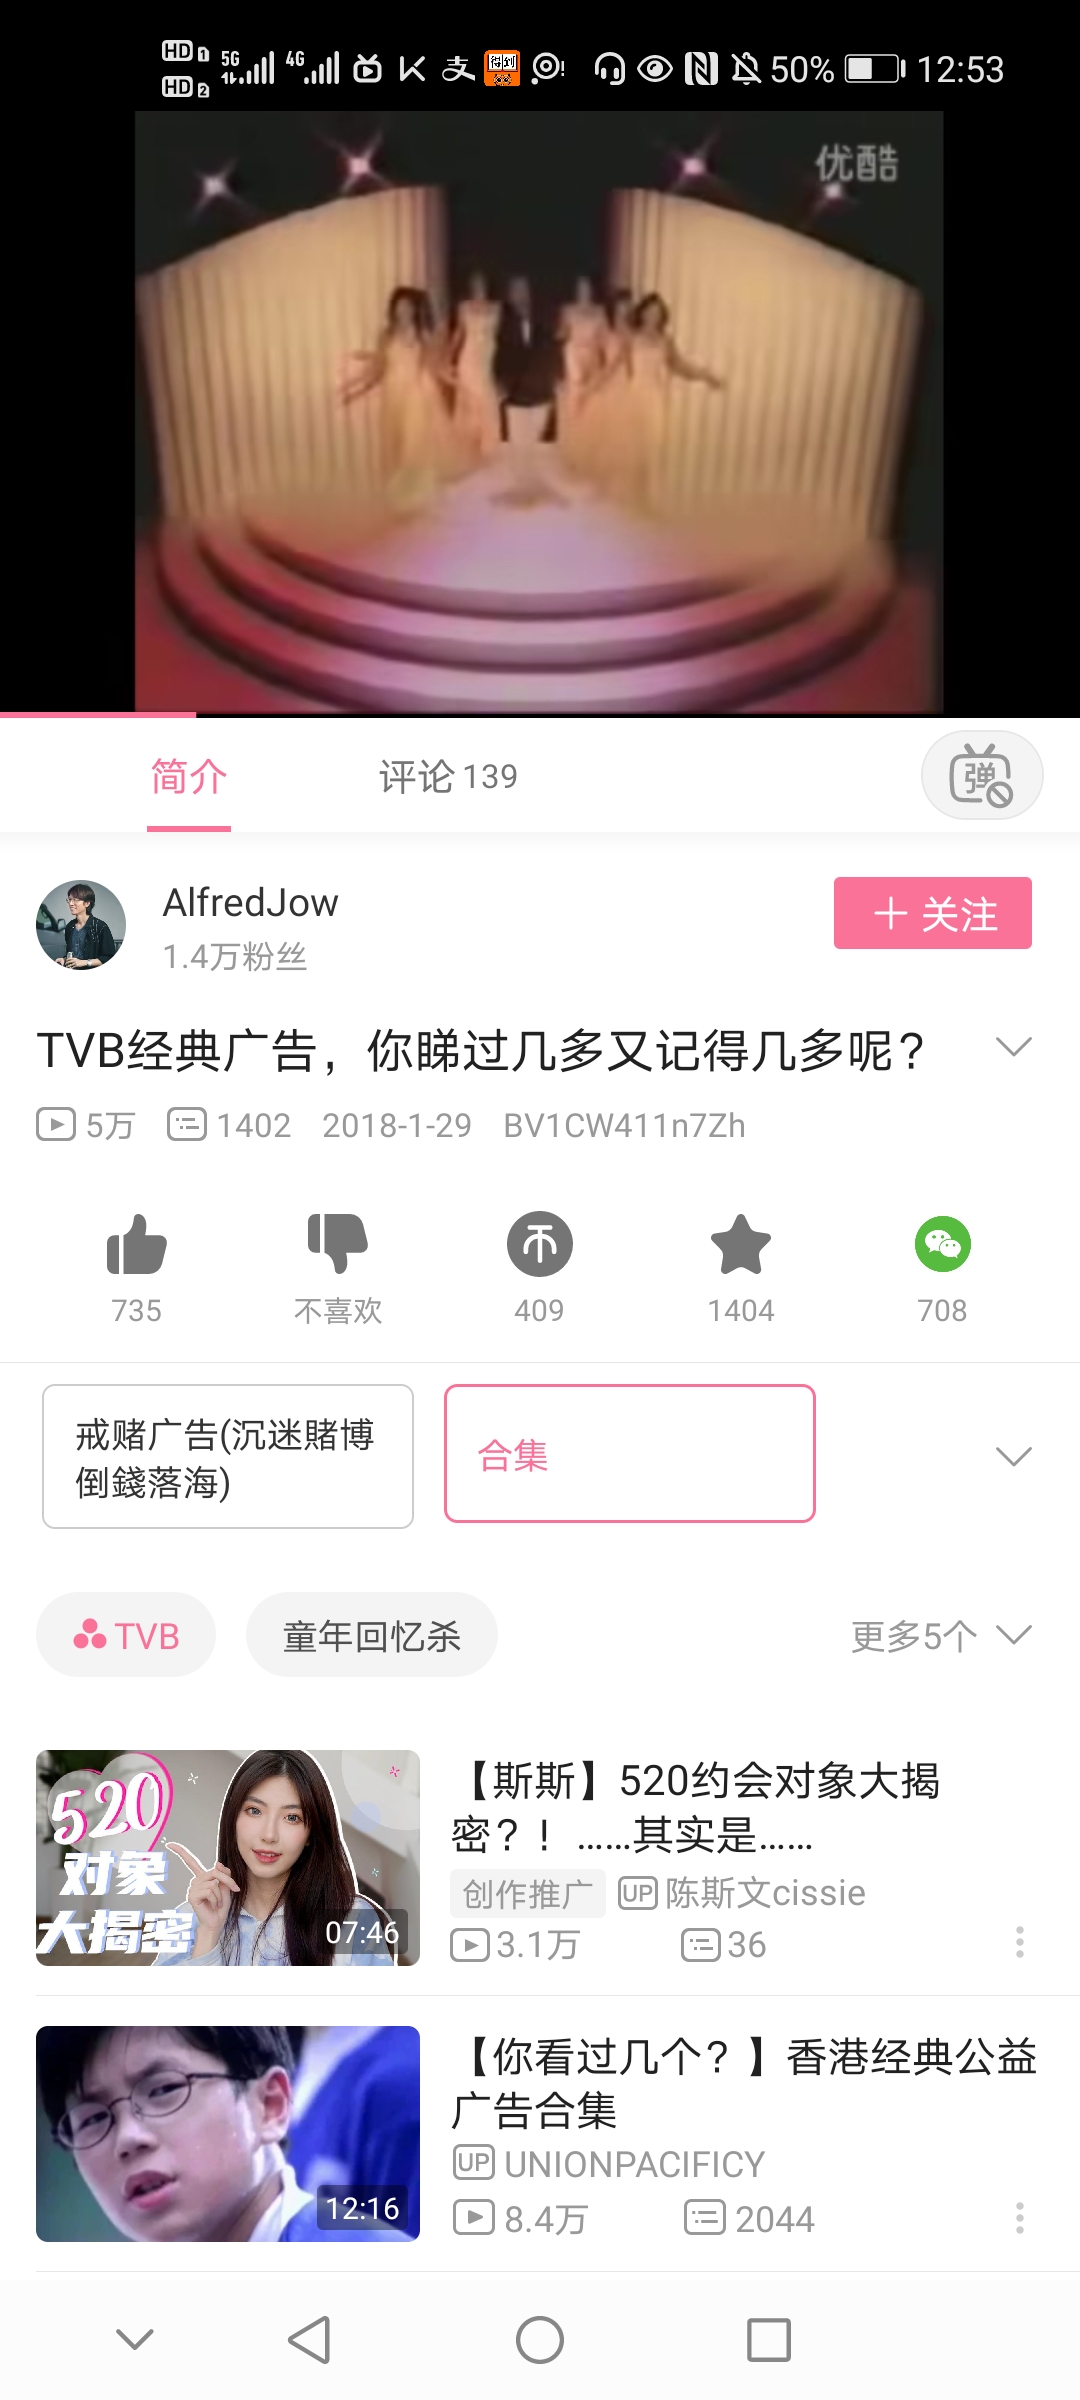 HD 1 5G 4G 得到 50% 12:53
HD 2
优酷
简介 评论 139 弹
AlfredJow
1.4万粉丝
＋ 关注
TVB经典广告，你睇过几多又记得几多呢？
5万 1402 2018-1-29 BV1CW411n7Zh
735 不喜欢 409 1404 708
戒赌广告(沉迷賭博
倒錢落海)
合集
TVB 童年回忆杀 更多5个
520
对象
大揭密
07:46
【斯斯】520约会对象大揭
密？！……其实是……
创作推广 UP 陈斯文cissie
3.1万 36
12:16
【你看过几个？】香港经典公益
广告合集
UP UNIONPACIFICY
8.4万 2044